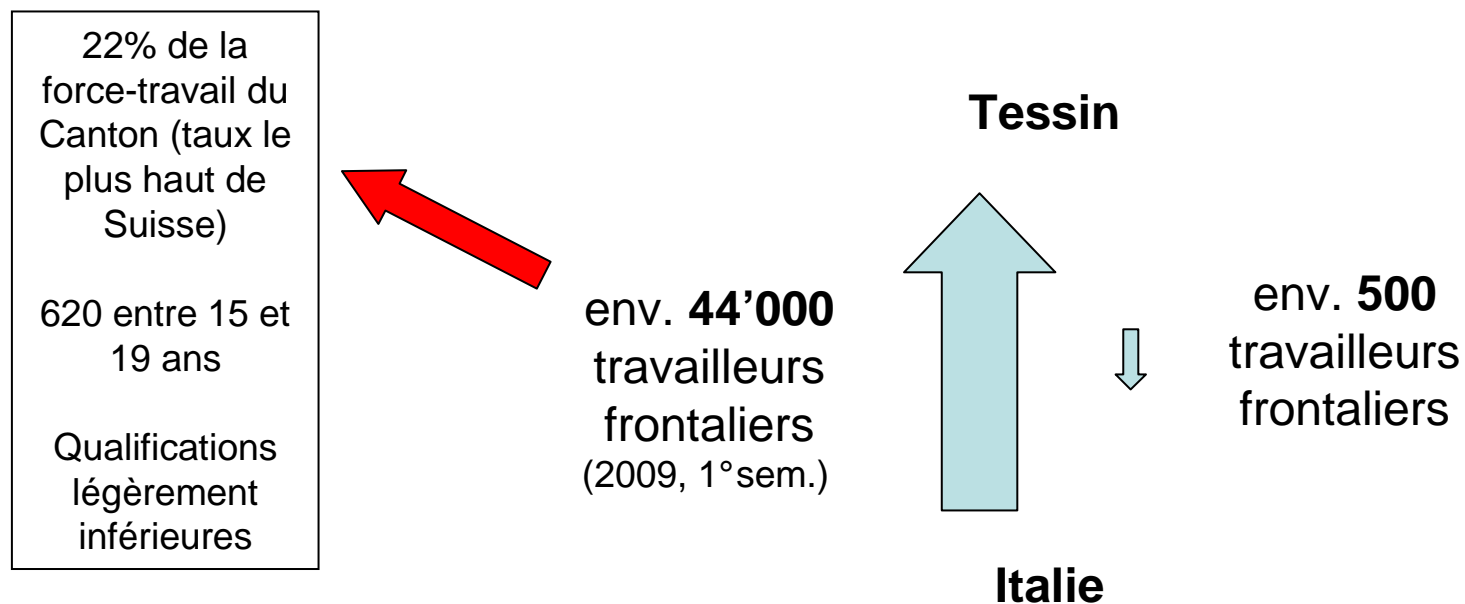 22% de la
force-travail du
Canton (taux le
plus haut de
Suisse)
620 entre 15 et
19 ans
Qualifications
légèrement
inférieures
env. 44’000
travailleurs
frontaliers
(2009, 1°sem.)
Tessin
Italie
env. 500
travailleurs
frontaliers